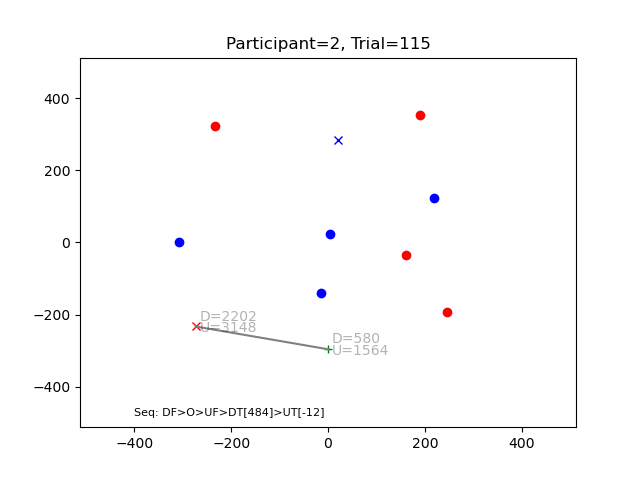 Participant=2, Trial=115
400
200
0
−200
−400
D=2202
U=3148
D=580
U=1564
Seq: DF>O>UF>DT[484]>UT[-12]
−400
−200
0
200
400